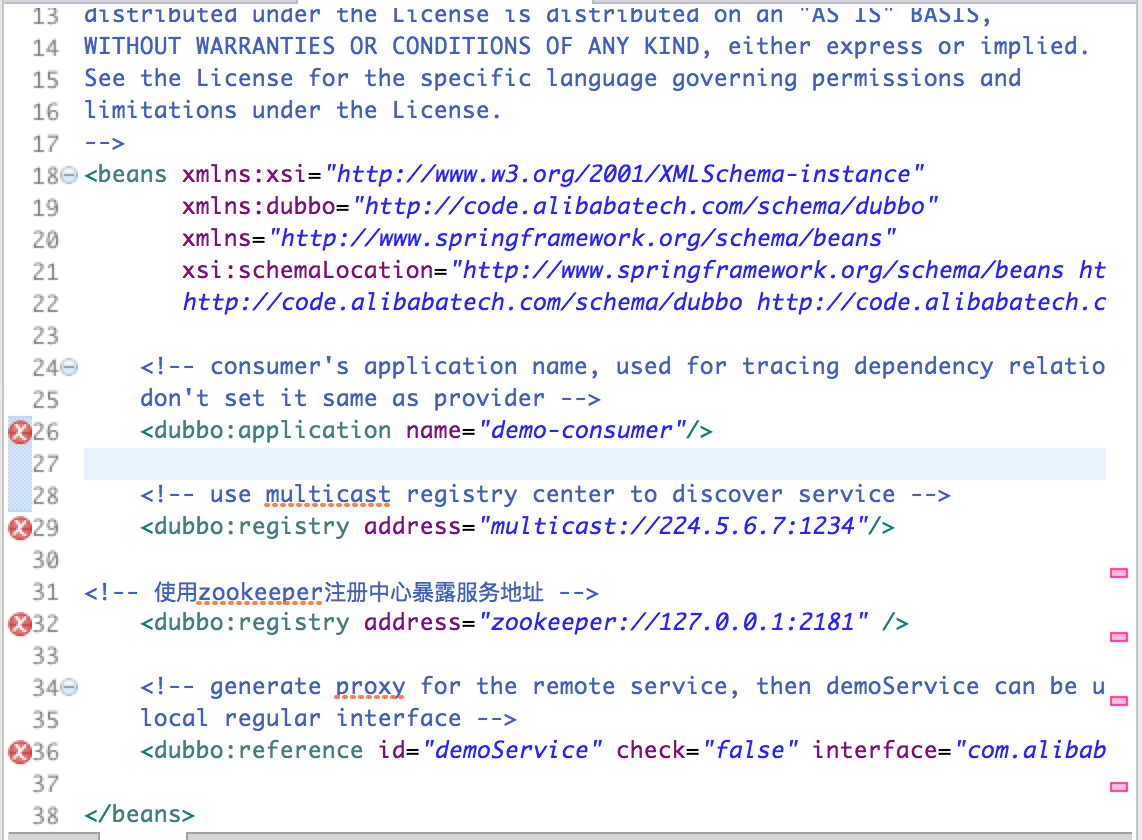 13 distributed under the License is distributed on an "AS IS" BASIS,
14 WITHOUT WARRANTIES OR CONDITIONS OF ANY KIND, either express or implied.
15 See the License for the specific language governing permissions and
16 limitations under the License.
17 -->
18 <beans xmlns:xsi="http://www.w3.org/2001/XMLSchema-instance"
19 xmlns:dubbo="http://code.alibabatech.com/schema/dubbo"
20 xmlns="http://www.springframework.org/schema/beans"
21 xsi:schemaLocation="http://www.springframework.org/schema/beans ht
22 http://code.alibabatech.com/schema/dubbo http://code.alibabatech.c
23
24 <!-- consumer's application name, used for tracing dependency relatio
25 don't set it same as provider -->
26 <dubbo:application name="demo-consumer"/>
27
28 <!-- use multicast registry center to discover service -->
29 <dubbo:registry address="multicast://224.5.6.7:1234"/>
30
31 <!-- 使用zookeeper注册中心暴露服务地址 -->
32 <dubbo:registry address="zookeeper://127.0.0.1:2181" />
33
34 <!-- generate proxy for the remote service, then demoService can be u
35 local regular interface -->
36 <dubbo:reference id="demoService" check="false" interface="com.alibab
37
38 </beans>